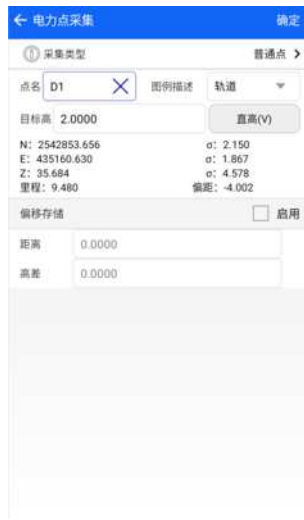 ← 电力点采集 确定
采集类型 普通点 >
点名 D1 图例描述 轨道
目标高 2.0000 直高(V)
N: 2542853.656 σ: 2.150
E: 435160.630 σ: 1.867
Z: 35.684 σ: 4.578
里程: 9.480 偏距: -4.002
偏移存储 启用
距离 0.0000
高差 0.0000